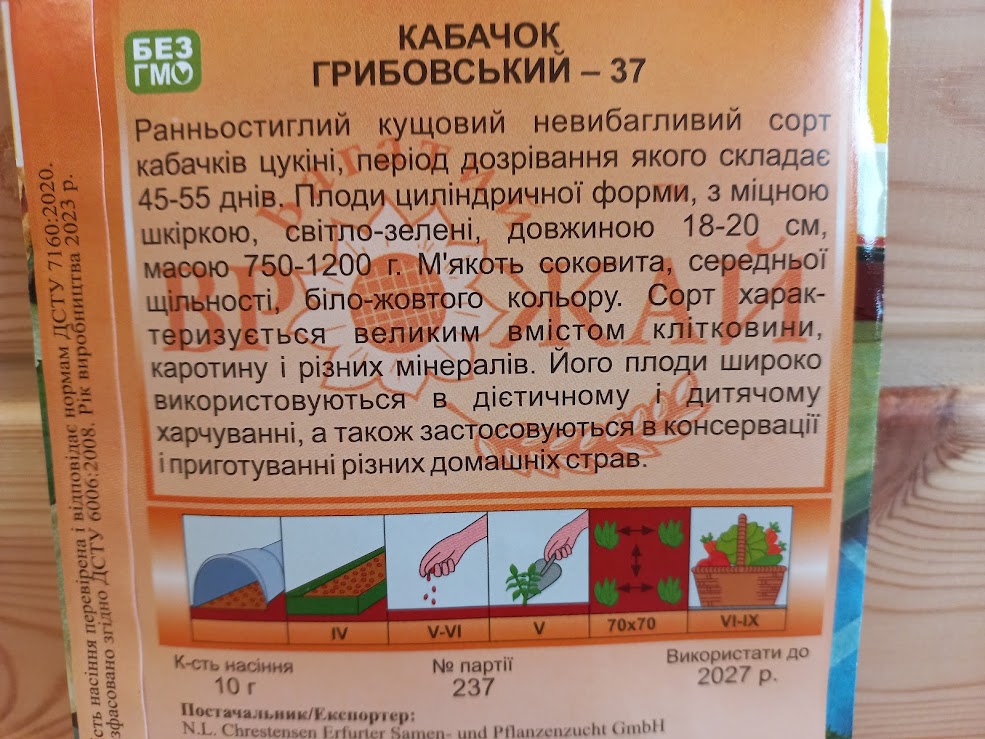 БЕЗ
ГМО
КАБАЧОК
ГРИБОВСЬКИЙ – 37
Ранньостиглий кущовий невибагливий сорт
кабачків цукіні, період дозрівання якого складає
45-55 днів. Плоди циліндричної форми, з міцною
шкіркою, світло-зелені, довжиною 18-20 см,
масою 750-1200 г. М'якоть соковита, середньої
щільності, біло-жовтого кольору. Сорт харак-
теризується великим вмістом клітковини,
каротину і різних мінералів. Його плоди широко
використовуються в дієтичному і дитячому
харчуванні, а також застосовуються в консервації
і приготуванні різних домашніх страв.
Багатий
ВРОЖАЙ
IV
V-VI
V
70х70
VI-IX
К-сть насіння
10 г
№ партії
237
Використати до
2027 р.
Постачальник/Експортер:
N.L. Chrestensen Erfurter Samen- und Pflanzenzucht GmbH
насіння перевірена і відповідає нормам ДСТУ 7160:2020.
згідно ДСТУ 6006:2008. Рік виробництва 2023 р.